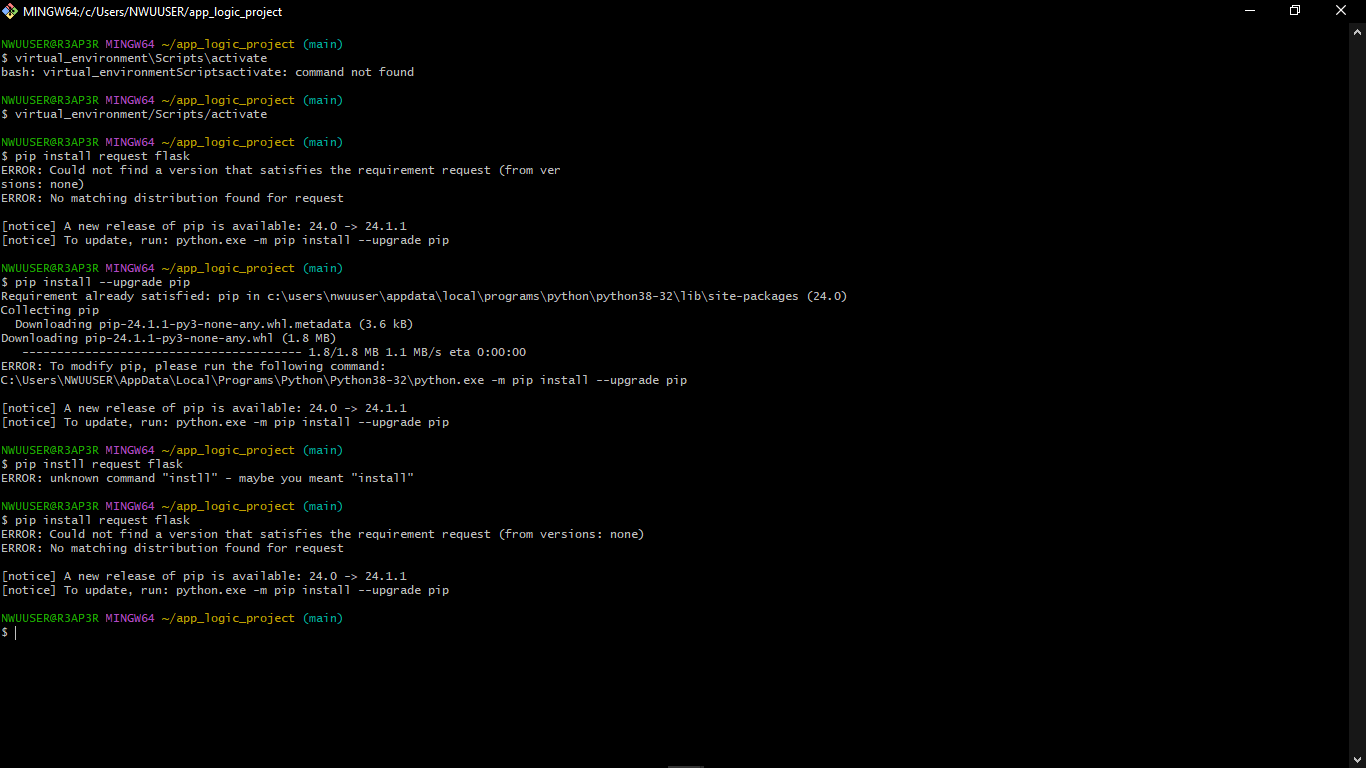 MINGW64:/c/Users/NWUUSER/app_logic_project
NWUUSER@R3AP3R MINGW64 ~/app_logic_project (main)
$ virtual_environment\Scripts\activate
bash: virtual_environmentScriptsactivate: command not found
NWUUSER@R3AP3R MINGW64 ~/app_logic_project (main)
$ virtual_environment/Scripts/activate
NWUUSER@R3AP3R MINGW64 ~/app_logic_project (main)
$ pip install request flask
ERROR: Could not find a version that satisfies the requirement request (from ver
sions: none)
ERROR: No matching distribution found for request
[notice] A new release of pip is available: 24.0 -> 24.1.1
[notice] To update, run: python.exe -m pip install --upgrade pip
NWUUSER@R3AP3R MINGW64 ~/app_logic_project (main)
$ pip install --upgrade pip
Requirement already satisfied: pip in c:\users\nwuuser\appdata\local\programs\python\python38-32\lib\site-packages (24.0)
Collecting pip
  Downloading pip-24.1.1-py3-none-any.whl.metadata (3.6 kB)
Downloading pip-24.1.1-py3-none-any.whl (1.8 MB)
   ---------------------------------------- 1.8/1.8 MB 1.1 MB/s eta 0:00:00
ERROR: To modify pip, please run the following command:
C:\Users\NWUUSER\AppData\Local\Programs\Python\Python38-32\python.exe -m pip install --upgrade pip
[notice] A new release of pip is available: 24.0 -> 24.1.1
[notice] To update, run: python.exe -m pip install --upgrade pip
NWUUSER@R3AP3R MINGW64 ~/app_logic_project (main)
$ pip instll request flask
ERROR: unknown command "instll" - maybe you meant "install"
NWUUSER@R3AP3R MINGW64 ~/app_logic_project (main)
$ pip install request flask
ERROR: Could not find a version that satisfies the requirement request (from versions: none)
ERROR: No matching distribution found for request
[notice] A new release of pip is available: 24.0 -> 24.1.1
[notice] To update, run: python.exe -m pip install --upgrade pip
NWUUSER@R3AP3R MINGW64 ~/app_logic_project (main)
$